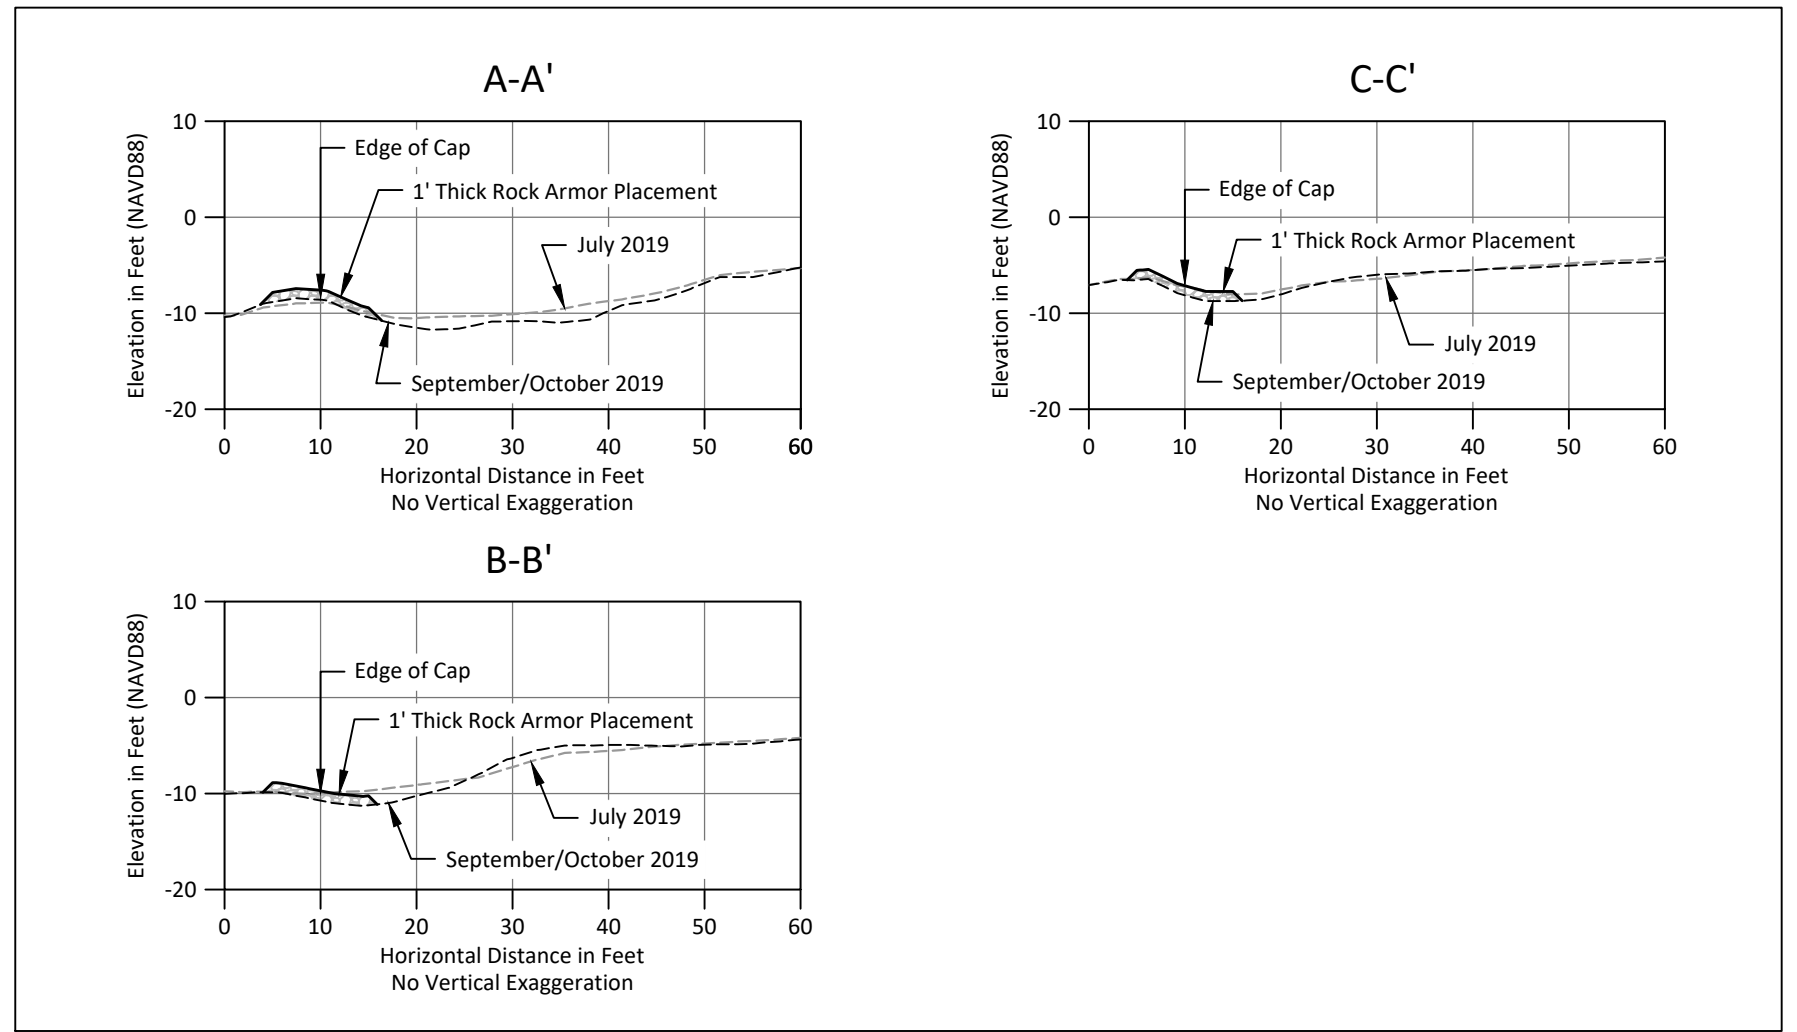 A-A'
10
0
-10
-20
Elevation in Feet (NAVD88)
Edge of Cap
1' Thick Rock Armor Placement
July 2019
September/October 2019
0 10 20 30 40 50 60
Horizontal Distance in Feet
No Vertical Exaggeration
C-C'
10
0
-10
-20
Elevation in Feet (NAVD88)
Edge of Cap
1' Thick Rock Armor Placement
July 2019
September/October 2019
0 10 20 30 40 50 60
Horizontal Distance in Feet
No Vertical Exaggeration
B-B'
10
0
-10
-20
Elevation in Feet (NAVD88)
Edge of Cap
1' Thick Rock Armor Placement
July 2019
September/October 2019
0 10 20 30 40 50 60
Horizontal Distance in Feet
No Vertical Exaggeration